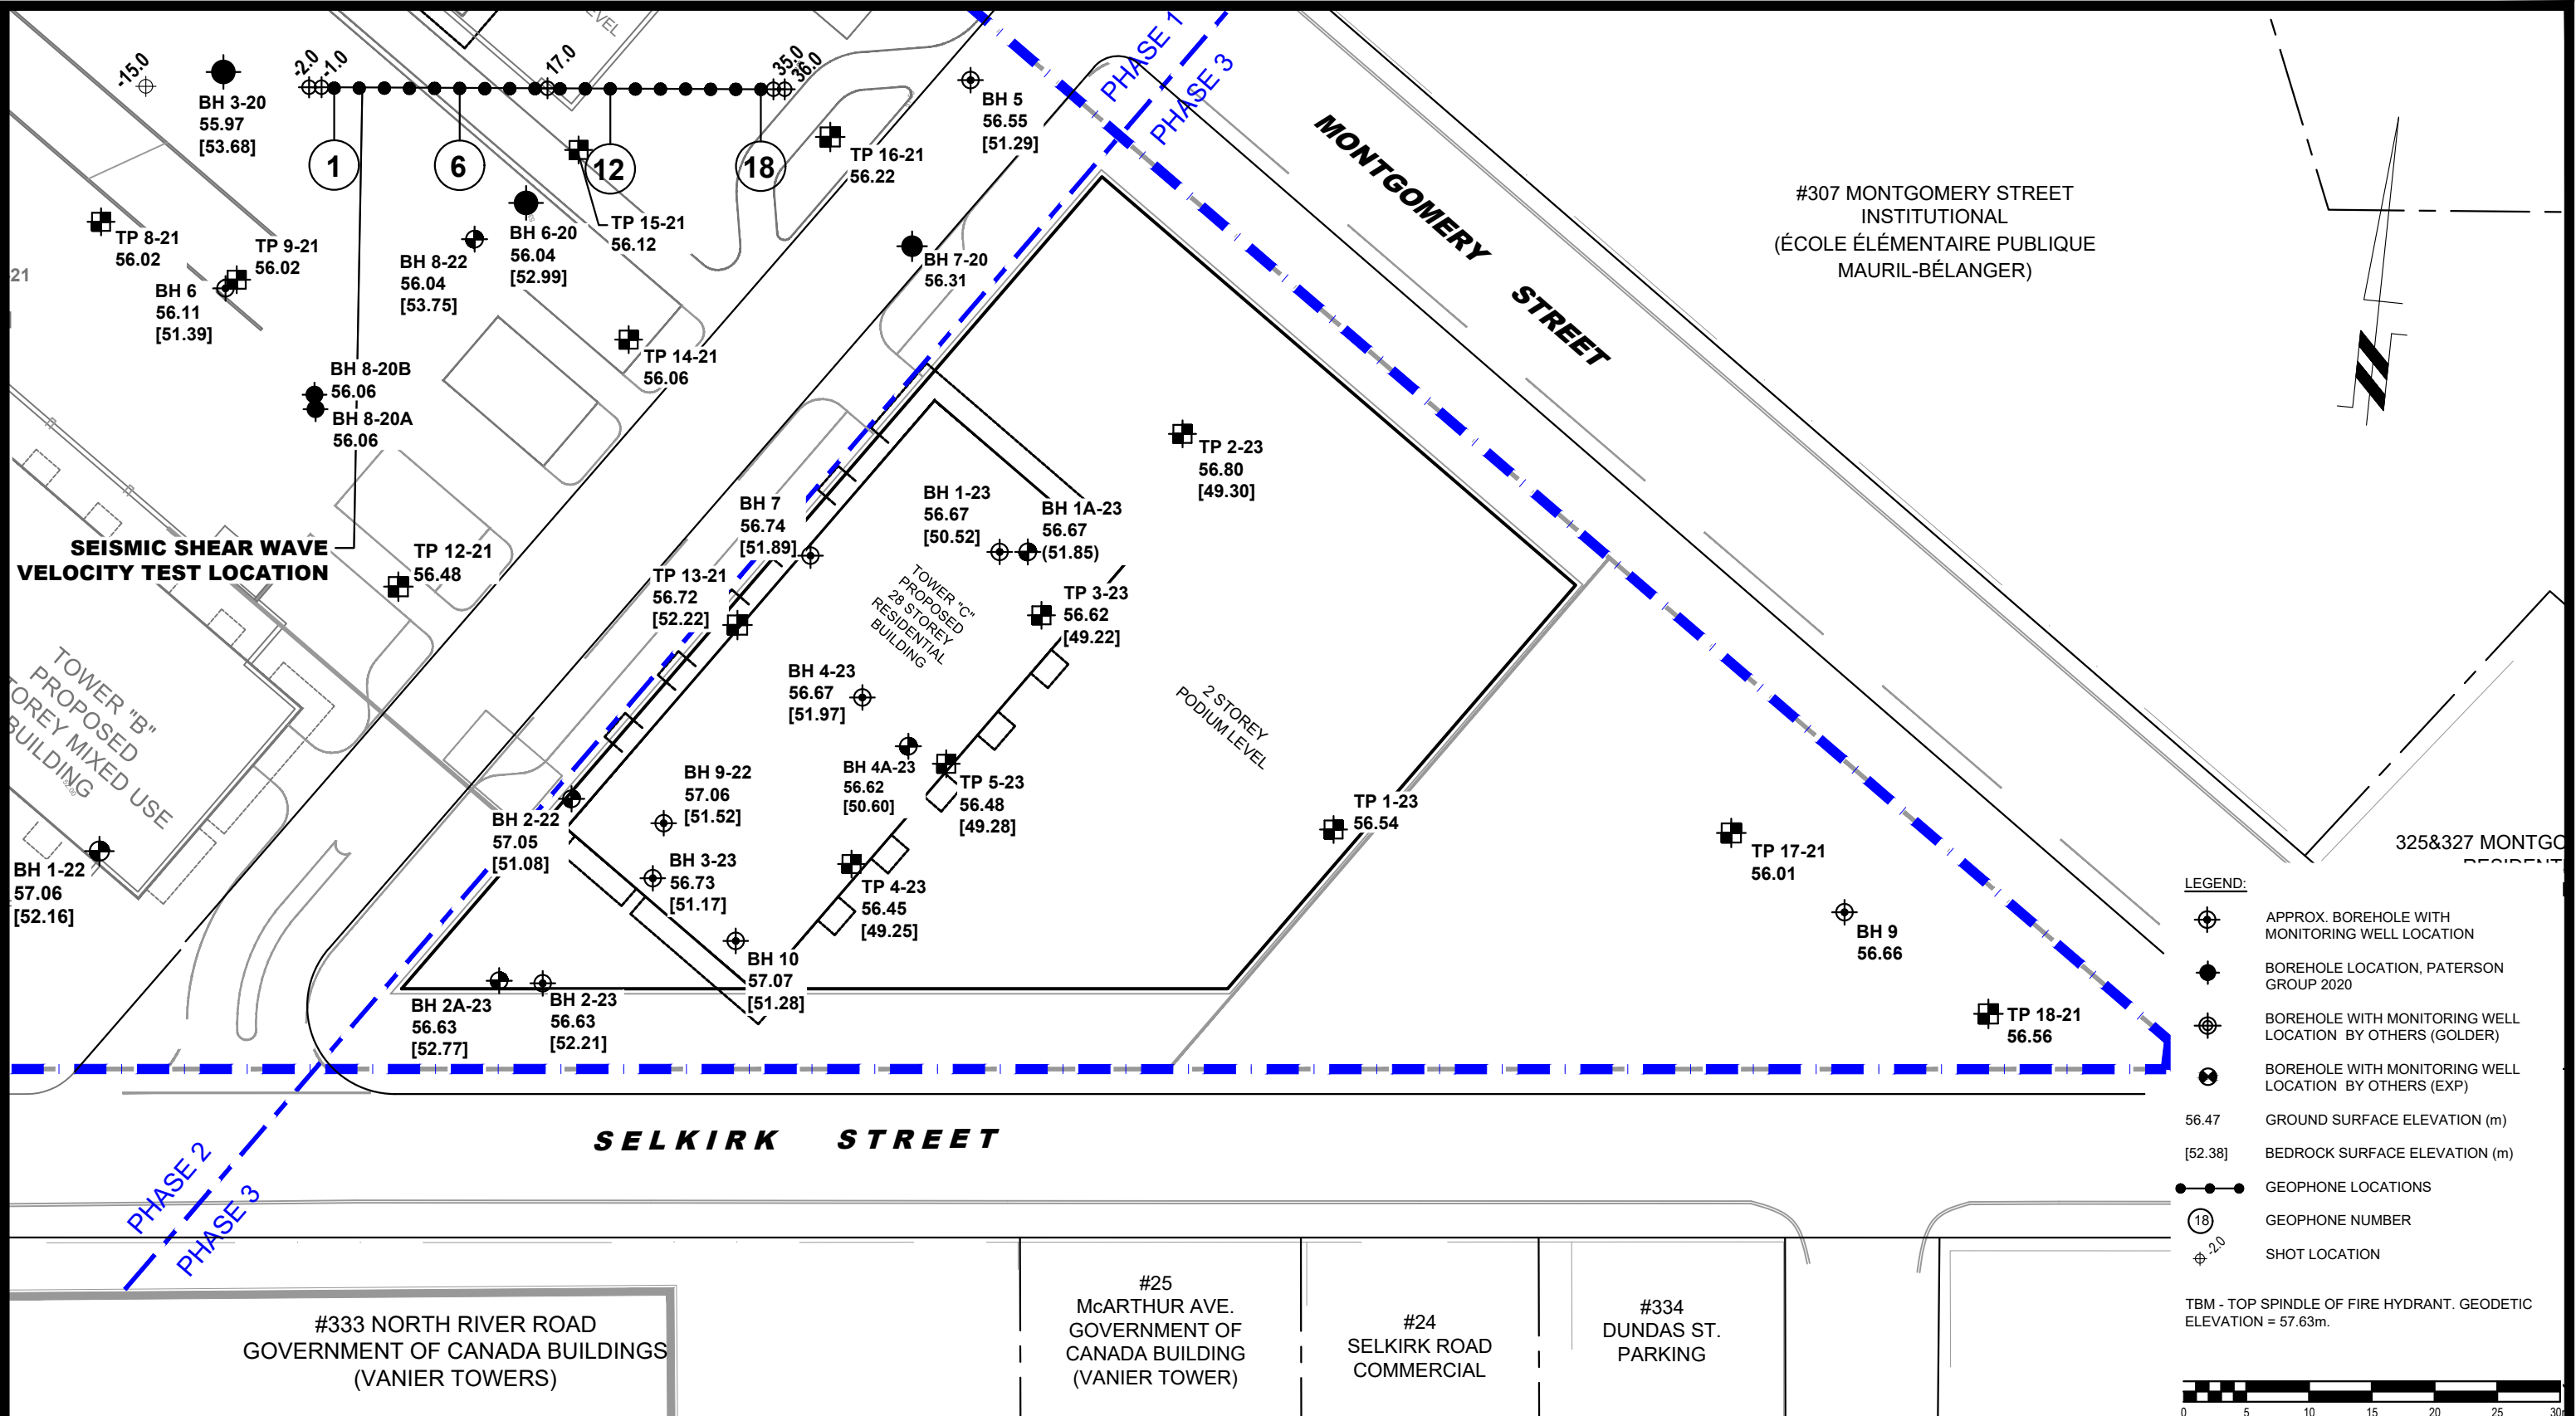 LEVEL
PHASE 1
PHASE 3
-15.0
-2.0
-1.0
17.0
35.0
36.0
BH 3-20
55.97
[53.68]
1
6
12
18
BH 5
56.55
[51.29]
TP 16-21
56.22
MONTGOMERY STREET
#307 MONTGOMERY STREET
INSTITUTIONAL
(ÉCOLE ÉLÉMENTAIRE PUBLIQUE
MAURIL-BÉLANGER)
TP 8-21
56.02
TP 9-21
56.02
21
BH 6
56.11
[51.39]
BH 8-22
56.04
[53.75]
BH 6-20
56.04
[52.99]
TP 15-21
56.12
BH 7-20
56.31
TP 14-21
56.06
BH 8-20B
56.06
BH 8-20A
56.06
TP 2-23
56.80
[49.30]
SEISMIC SHEAR WAVE
VELOCITY TEST LOCATION
TP 12-21
56.48
BH 7
56.74
[51.89]
BH 1-23
56.67
[50.52]
BH 1A-23
56.67
(51.85)
TP 13-21
56.72
[52.22]
TOWER "C"
PROPOSED
28 STOREY
RESIDENTIAL
BUILDING
TP 3-23
56.62
[49.22]
BH 4-23
56.67
[51.97]
2 STOREY
PODIUM LEVEL
TOWER "B"
PROPOSED
TOREY MIXED USE
BUILDING
BH 4A-23
56.62
[50.60]
TP 5-23
56.48
[49.28]
BH 9-22
57.06
[51.52]
BH 2-22
57.05
[51.08]
BH 3-23
56.73
[51.17]
TP 4-23
56.45
[49.25]
TP 1-23
56.54
TP 17-21
56.01
BH 1-22
57.06
[52.16]
BH 9
56.66
BH 10
57.07
[51.28]
BH 2A-23
56.63
[52.77]
BH 2-23
56.63
[52.21]
TP 18-21
56.56
325&327 MONTGO
SELKIRK STREET
PHASE 2
PHASE 3
#333 NORTH RIVER ROAD
GOVERNMENT OF CANADA BUILDINGS
(VANIER TOWERS)
#25
McARTHUR AVE.
GOVERNMENT OF
CANADA BUILDING
(VANIER TOWER)
#24
SELKIRK ROAD
COMMERCIAL
#334
DUNDAS ST.
PARKING
LEGEND:
APPROX. BOREHOLE WITH
MONITORING WELL LOCATION
BOREHOLE LOCATION, PATERSON
GROUP 2020
BOREHOLE WITH MONITORING WELL
LOCATION BY OTHERS (GOLDER)
BOREHOLE WITH MONITORING WELL
LOCATION BY OTHERS (EXP)
56.47 GROUND SURFACE ELEVATION (m)
[52.38] BEDROCK SURFACE ELEVATION (m)
GEOPHONE LOCATIONS
18 GEOPHONE NUMBER
-2.0 SHOT LOCATION
TBM - TOP SPINDLE OF FIRE HYDRANT. GEODETIC
ELEVATION = 57.63m.
0 5 10 15 20 25 30m